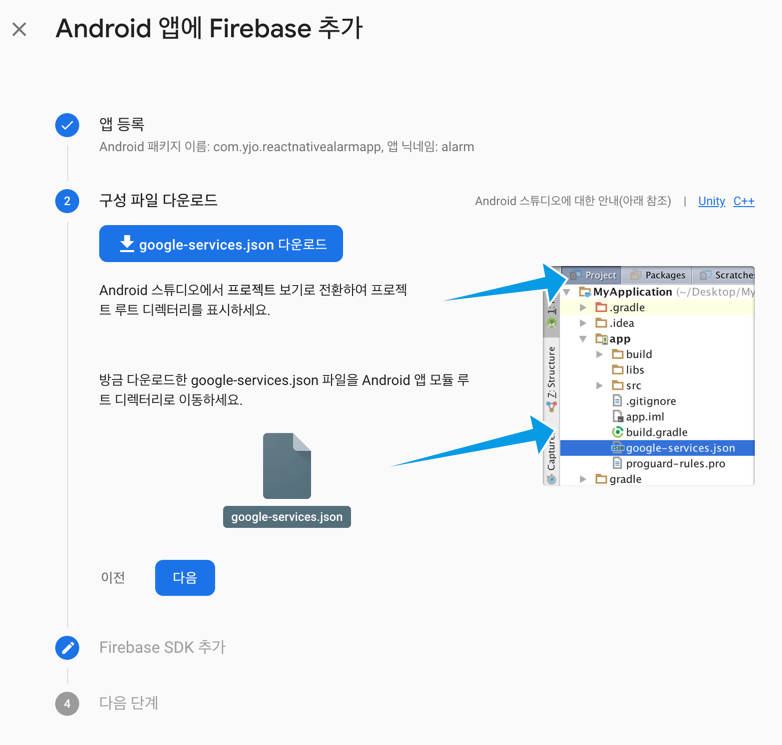 Android 앱에 Firebase 추가
앱 등록
Android 패키지 이름: com.yjo.reactnativealarmapp, 앱 닉네임: alarm
2
구성 파일 다운로드
Android 스튜디오에 대한 안내(아래 참조) | Unity C++
google-services.json 다운로드
Android 스튜디오에서 프로젝트 보기로 전환하여 프로젝
트 루트 디렉터리를 표시하세요.
방금 다운로드한 google-services.json 파일을 Android 앱 모듈 루
트 디렉터리로 이동하세요.
google-services.json
Project Packages Scratches
MyApplication (~/Desktop/My
.gradle
.idea
app
build
libs
src
.gitignore
app.iml
build.gradle
google-services.json
proguard-rules.pro
gradle
Z: Structure
이전
다음
Firebase SDK 추가
4
다음 단계